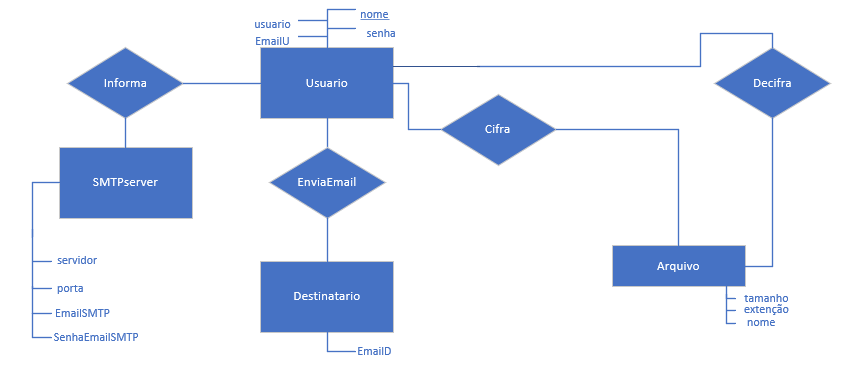 nome
usuario
senha
EmailU
Informa
Usuario
Decifra
Cifra
SMTPserver
EnviaEmail
servidor
Arquivo
porta
Destinatario
tamanho
extenção
EmailSMTP
nome
SenhaEmailSMTP
EmailD